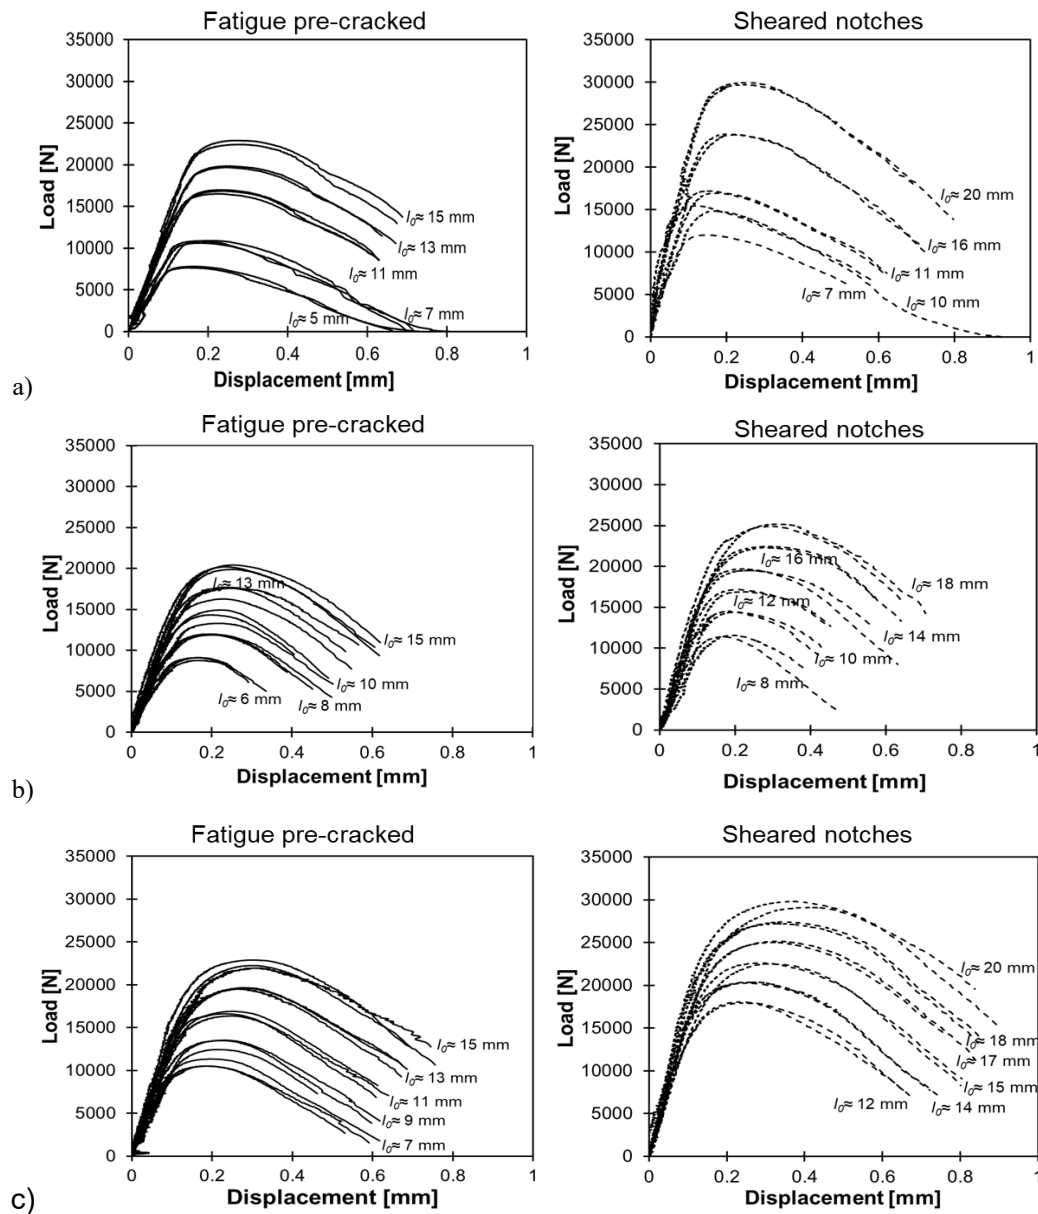 Fatigue pre-cracked
Sheared notches
35000
30000
25000
20000
15000
10000
5000
0
Load [N]
l0≈ 15 mm
l0≈ 13 mm
l0≈ 11 mm
l0≈ 7 mm
l0≈ 5 mm
0 0.2 0.4 0.6 0.8 1
Displacement [mm]
35000
30000
25000
20000
15000
10000
5000
0
Load [N]
l0≈ 20 mm
l0≈ 16 mm
l0≈ 11 mm
l0≈ 7 mm
l0≈ 10 mm
0 0.2 0.4 0.6 0.8 1
Displacement [mm]
a)
Fatigue pre-cracked
Sheared notches
35000
30000
25000
20000
15000
10000
5000
0
Load [N]
l0≈ 13 mm
l0≈ 15 mm
l0≈ 10 mm
l0≈ 6 mm
l0≈ 8 mm
0 0.2 0.4 0.6 0.8 1
Displacement [mm]
35000
30000
25000
20000
15000
10000
5000
0
Load [N]
l0≈ 16 mm
l0≈ 18 mm
l0≈ 12 mm
l0≈ 14 mm
l0≈ 10 mm
l0≈ 8 mm
0 0.2 0.4 0.6 0.8 1
Displacement [mm]
b)
Fatigue pre-cracked
Sheared notches
35000
30000
25000
20000
15000
10000
5000
0
Load [N]
l0≈ 15 mm
l0≈ 13 mm
l0≈ 11 mm
l0≈ 9 mm
l0≈ 7 mm
0 0.2 0.4 0.6 0.8 1
Displacement [mm]
35000
30000
25000
20000
15000
10000
5000
0
Load [N]
l0≈ 20 mm
l0≈ 18 mm
l0≈ 17 mm
l0≈ 15 mm
l0≈ 12 mm
l0≈ 14 mm
0 0.2 0.4 0.6 0.8 1
Displacement [mm]
c)